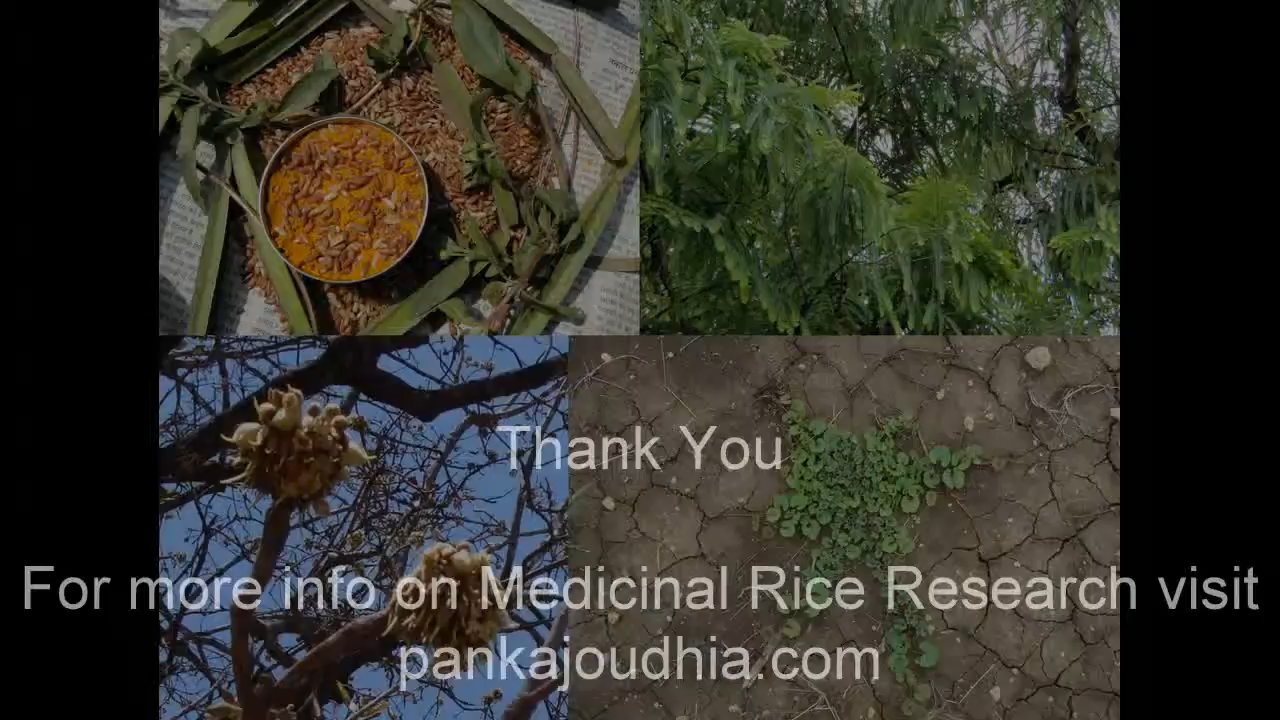 Thank You
For more info on Medicinal Rice Research visit
pankajoudhia.com